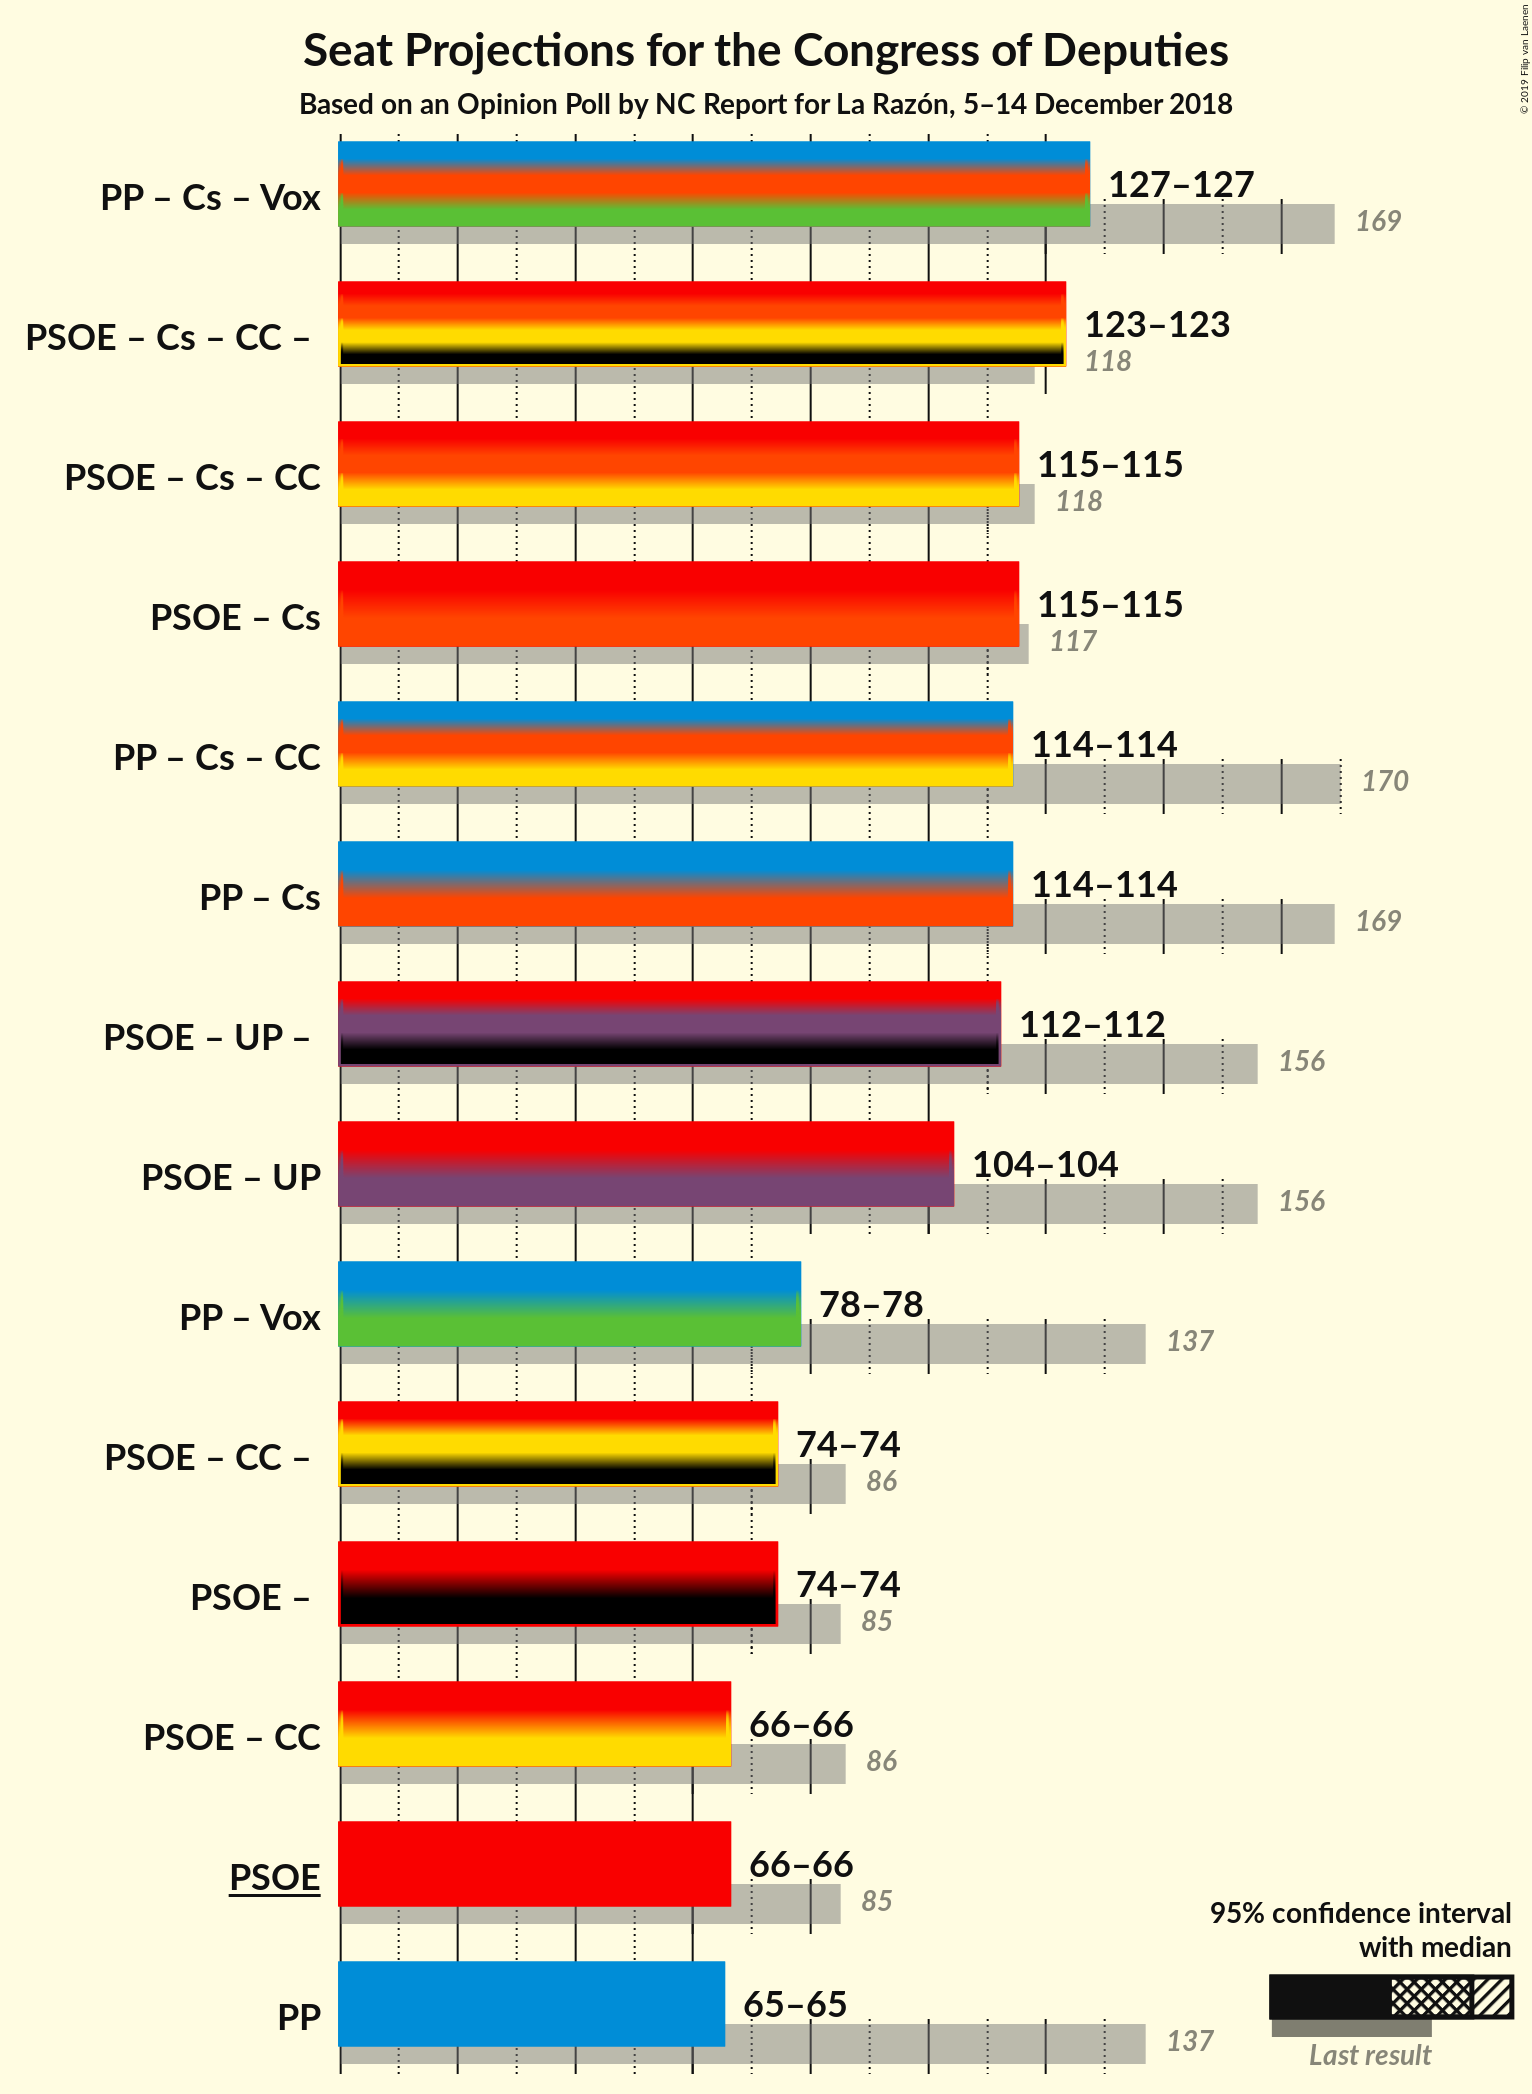 Seat Projections for the Congress of Deputies
Based on an Opinion Poll by NC Report for La Razón, 5–14 December 2018
© 2019 Filip van Laenen
PP – Cs – Vox
127–127
169
PSOE – Cs – CC –
123–123
118
PSOE – Cs – CC
115–115
118
PSOE – Cs
115–115
117
PP – Cs – CC
114–114
170
PP – Cs
114–114
169
PSOE – UP –
112–112
156
PSOE – UP
104–104
156
PP – Vox
78–78
137
PSOE – CC –
74–74
86
PSOE –
74–74
85
PSOE – CC
66–66
86
PSOE
66–66
85
PP
65–65
137
95% confidence interval
with median
Last result